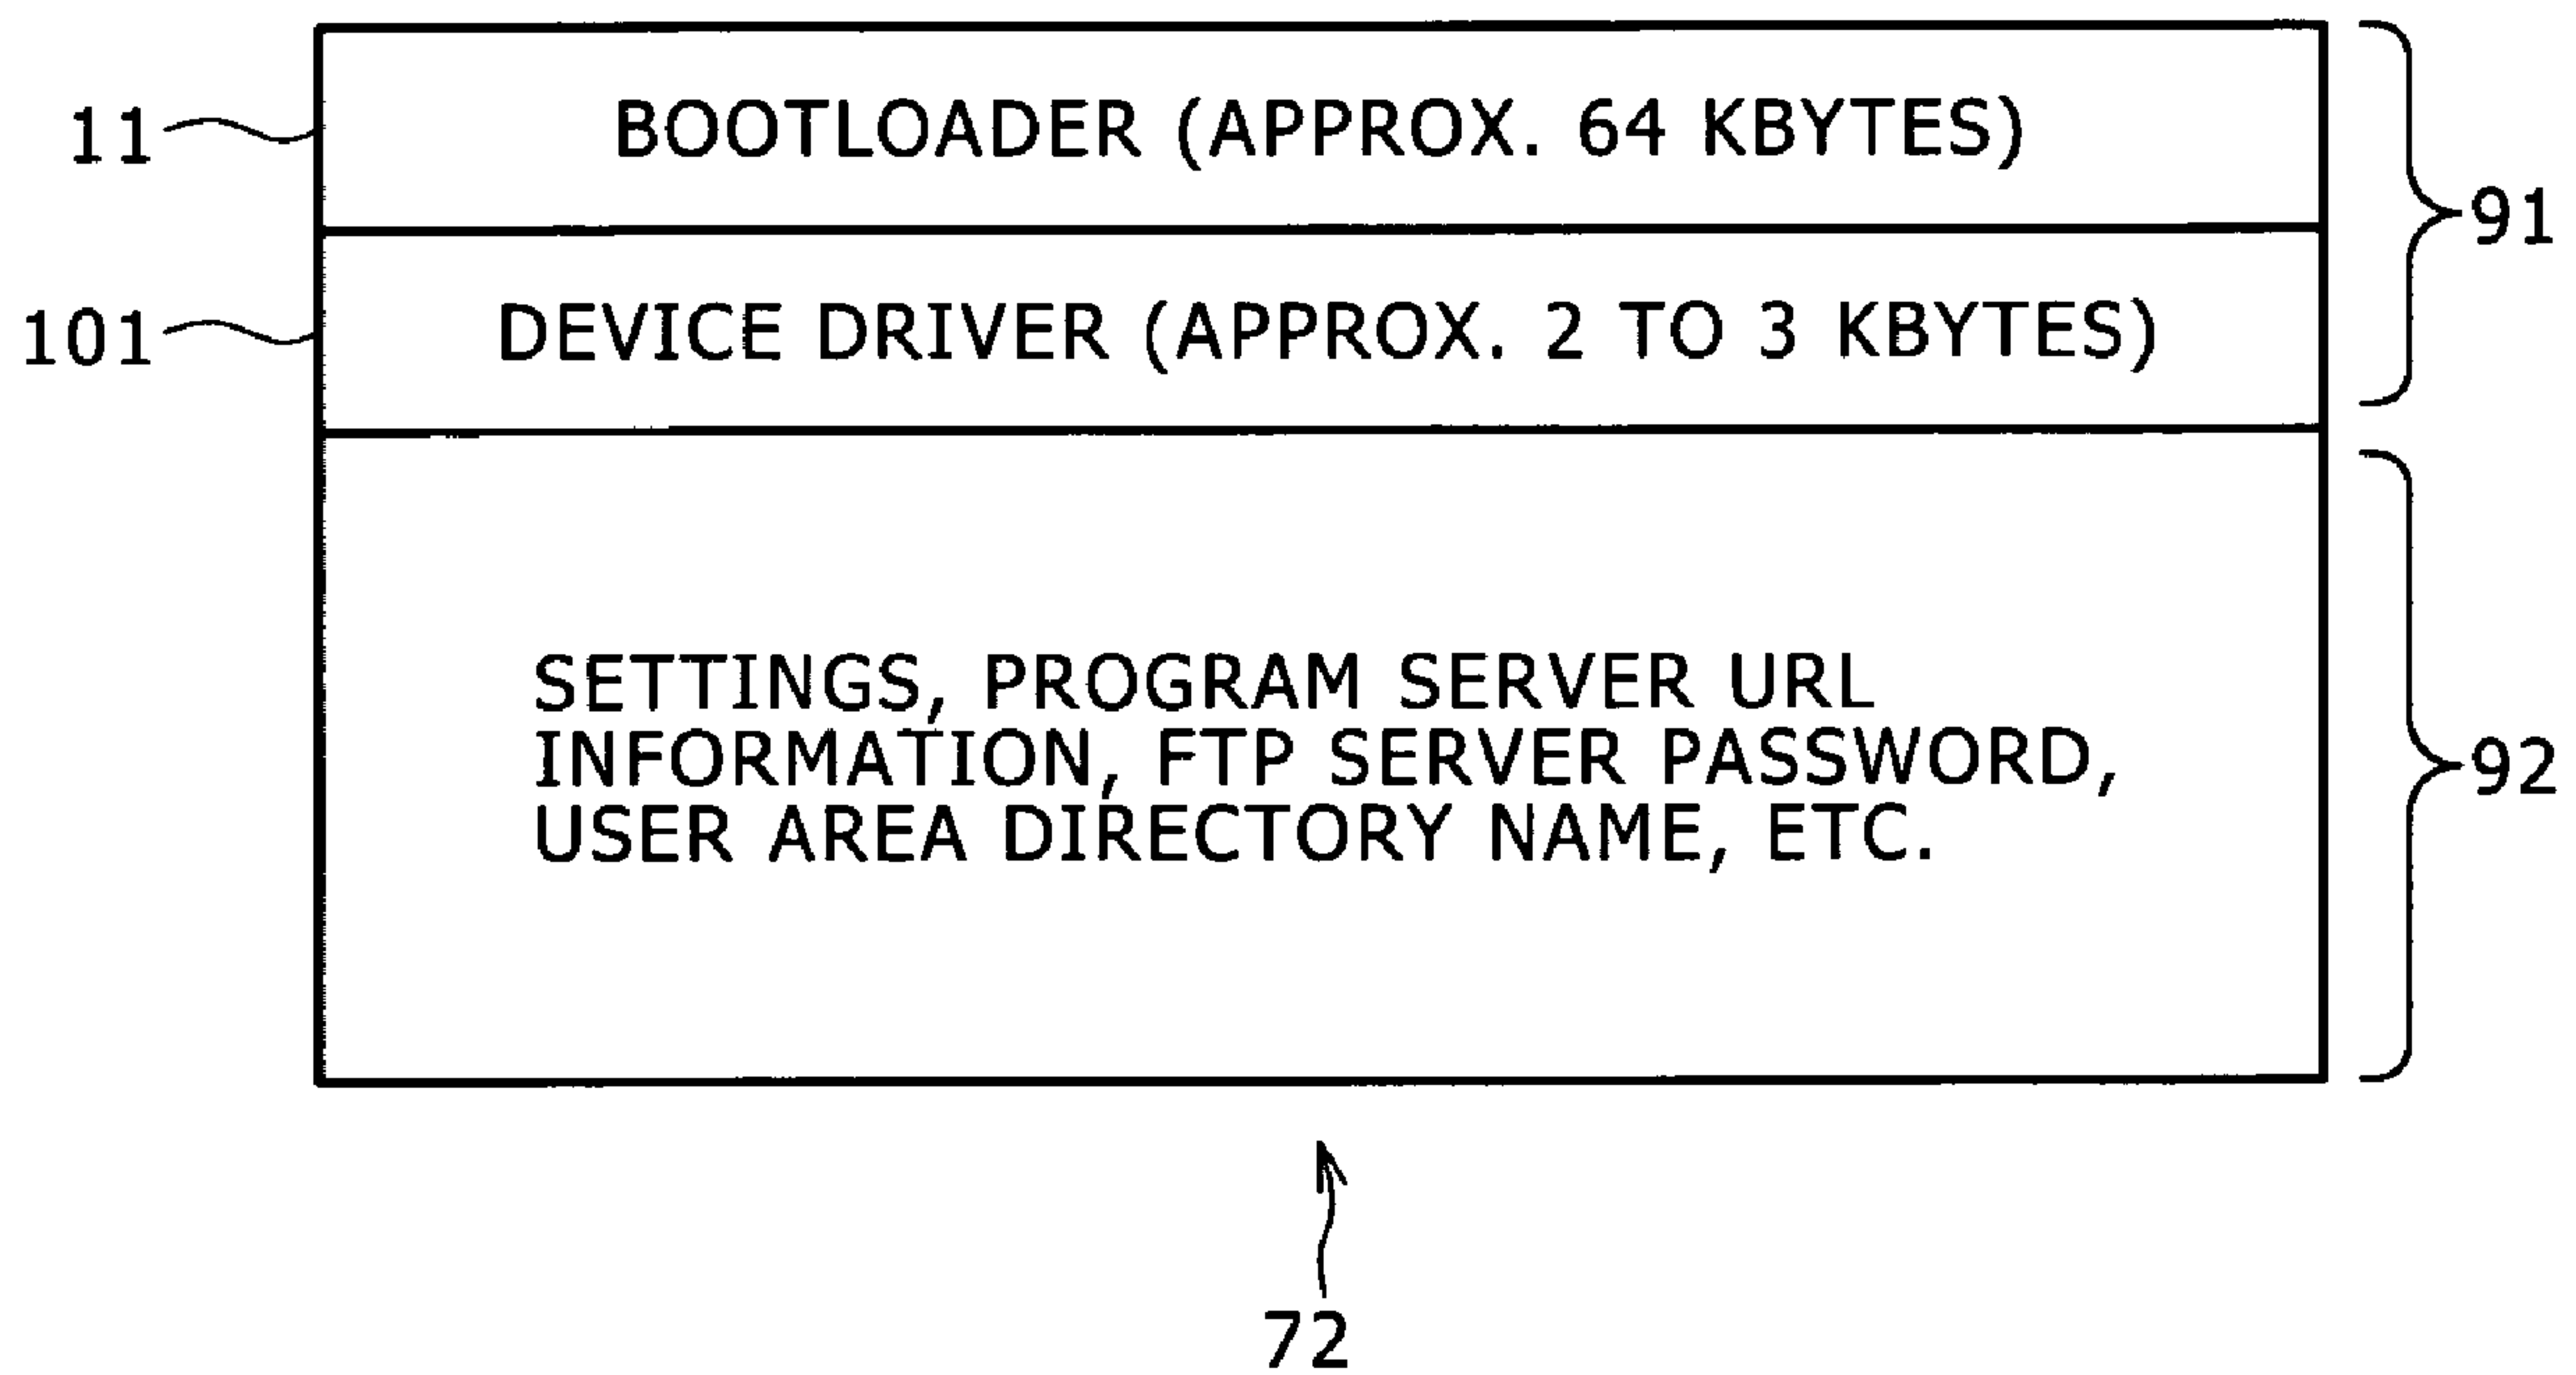 11
BOOTLOADER (APPROX. 64 KBYTES)
91
101
DEVICE DRIVER (APPROX. 2 TO 3 KBYTES)
SETTINGS, PROGRAM SERVER URL
INFORMATION, FTP SERVER PASSWORD,
USER AREA DIRECTORY NAME, ETC.
92
72